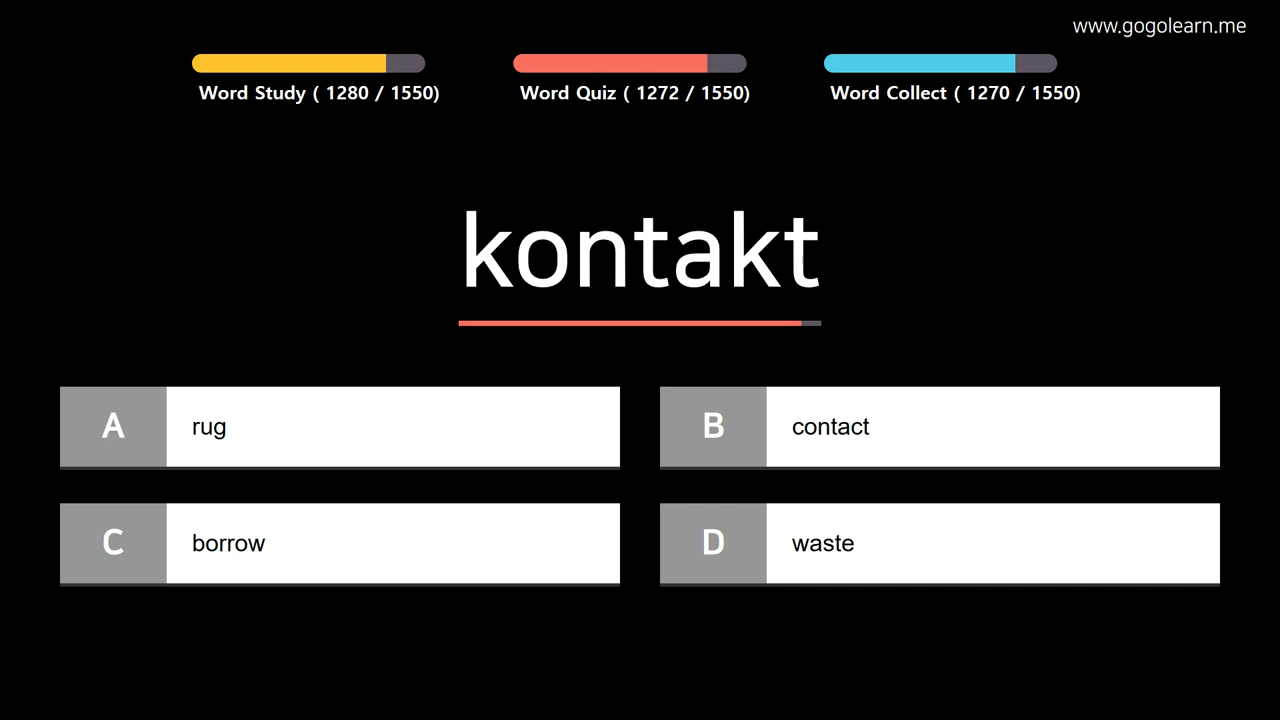 www.gogolearn.me
Word Study ( 1280 / 1550)
Word Quiz ( 1272 / 1550)
Word Collect ( 1270 / 1550)
kontakt
A rug
B contact
C borrow
D waste